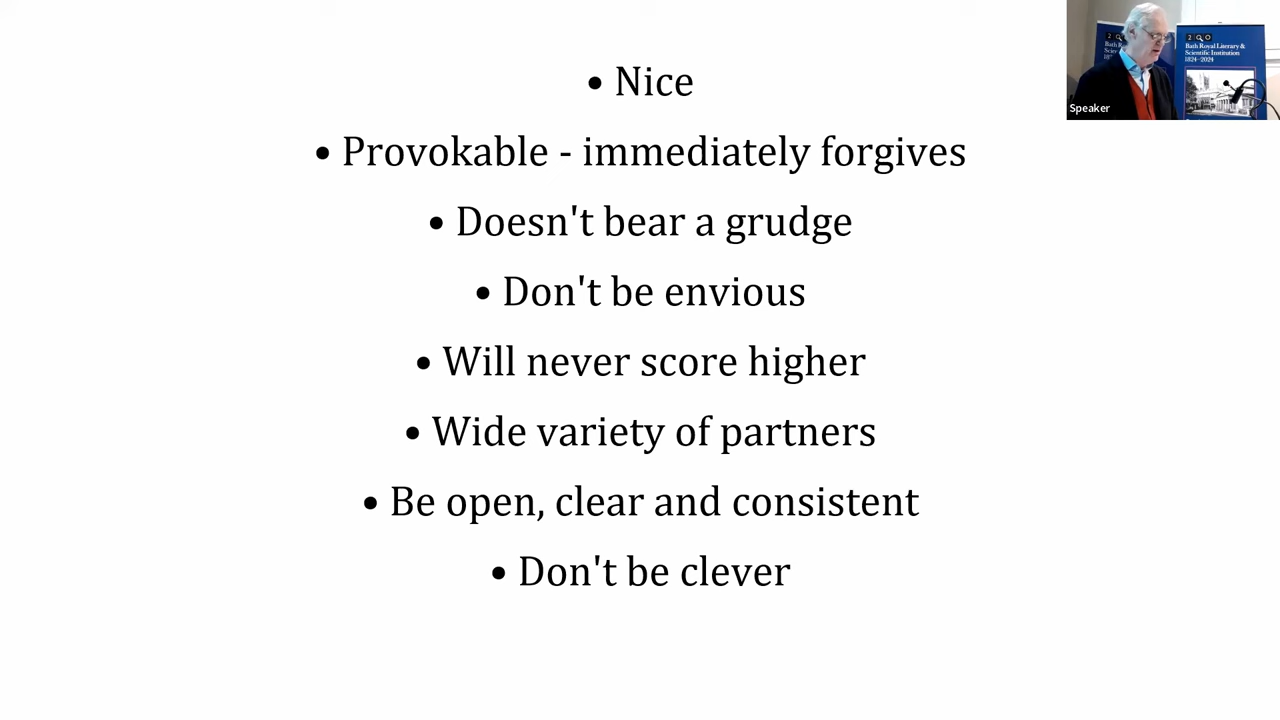 • Nice
• Provokable - immediately forgives
• Doesn't bear a grudge
• Don't be envious
• Will never score higher
• Wide variety of partners
• Be open, clear and consistent
• Don't be clever
Speaker
Bath Royal Literary &
Scientific Institution
1824-2024